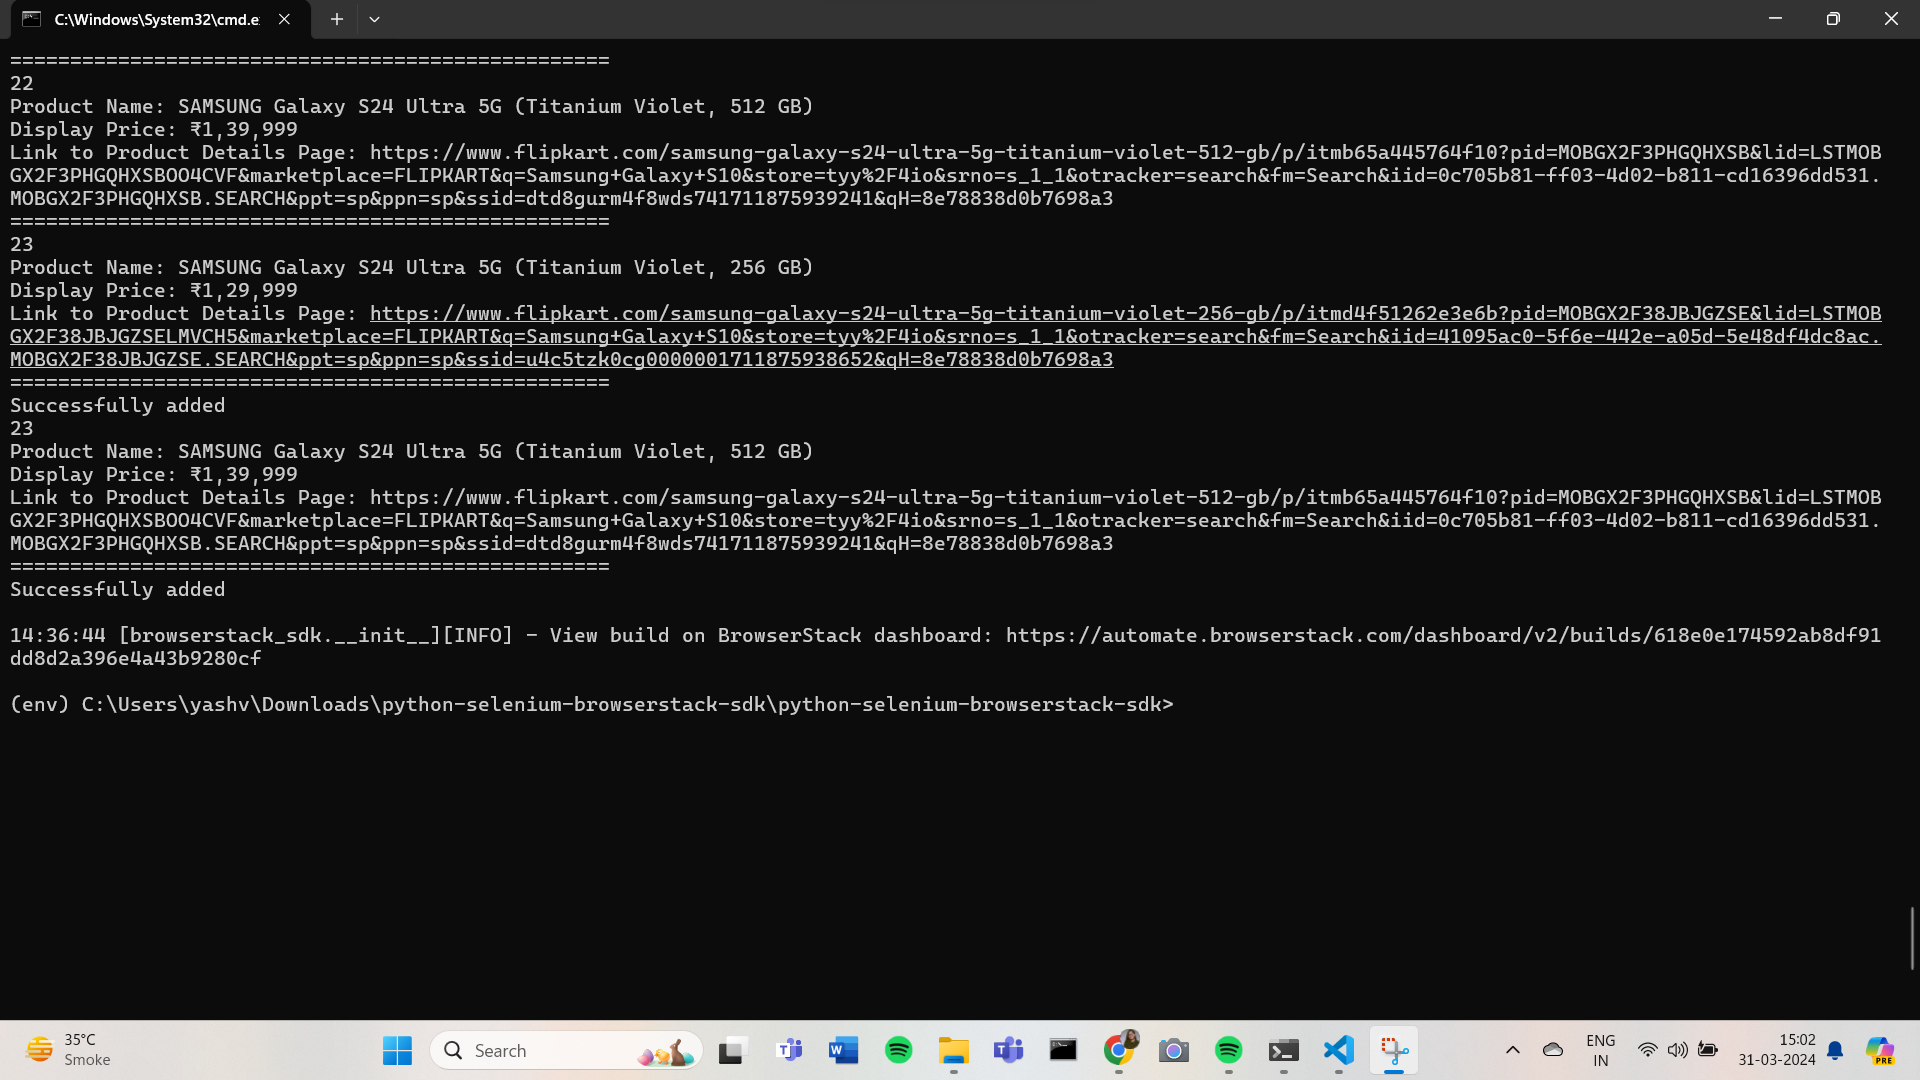 C:\Windows\System32\cmd.e
==================================================
22
Product Name: SAMSUNG Galaxy S24 Ultra 5G (Titanium Violet, 512 GB)
Display Price: ₹1,39,999
Link to Product Details Page: https://www.flipkart.com/samsung-galaxy-s24-ultra-5g-titanium-violet-512-gb/p/itmb65a445764f10?pid=MOBGX2F3PHGQHXSB&lid=LSTMOB
GX2F3PHGQHXSBOO4CVF&marketplace=FLIPKART&q=Samsung+Galaxy+S10&store=tyy%2F4io&srno=s_1_1&otracker=search&fm=Search&iid=0c705b81-ff03-4d02-b811-cd16396dd531.
MOBGX2F3PHGQHXSB.SEARCH&ppt=sp&ppn=sp&ssid=dtd8gurm4f8wds741711875939241&qH=8e78838d0b7698a3
==================================================
23
Product Name: SAMSUNG Galaxy S24 Ultra 5G (Titanium Violet, 256 GB)
Display Price: ₹1,29,999
Link to Product Details Page: https://www.flipkart.com/samsung-galaxy-s24-ultra-5g-titanium-violet-256-gb/p/itmd4f51262e3e6b?pid=MOBGX2F38JBJGZSE&lid=LSTMOB
GX2F38JBJGZSELMVCH5&marketplace=FLIPKART&q=Samsung+Galaxy+S10&store=tyy%2F4io&srno=s_1_1&otracker=search&fm=Search&iid=41095ac0-5f6e-442e-a05d-5e48df4dc8ac.
MOBGX2F38JBJGZSE.SEARCH&ppt=sp&ppn=sp&ssid=u4c5tzk0cg0000001711875938652&qH=8e78838d0b7698a3
==================================================
Successfully added
23
Product Name: SAMSUNG Galaxy S24 Ultra 5G (Titanium Violet, 512 GB)
Display Price: ₹1,39,999
Link to Product Details Page: https://www.flipkart.com/samsung-galaxy-s24-ultra-5g-titanium-violet-512-gb/p/itmb65a445764f10?pid=MOBGX2F3PHGQHXSB&lid=LSTMOB
GX2F3PHGQHXSBOO4CVF&marketplace=FLIPKART&q=Samsung+Galaxy+S10&store=tyy%2F4io&srno=s_1_1&otracker=search&fm=Search&iid=0c705b81-ff03-4d02-b811-cd16396dd531.
MOBGX2F3PHGQHXSB.SEARCH&ppt=sp&ppn=sp&ssid=dtd8gurm4f8wds741711875939241&qH=8e78838d0b7698a3
==================================================
Successfully added
14:36:44 [browserstack_sdk.__init__][INFO] - View build on BrowserStack dashboard: https://automate.browserstack.com/dashboard/v2/builds/618e0e174592ab8df91
dd8d2a396e4a43b9280cf
(env) C:\Users\yashv\Downloads\python-selenium-browserstack-sdk\python-selenium-browserstack-sdk>
35°C
Smoke
Search
ENG
IN
15:02
31-03-2024
PRE